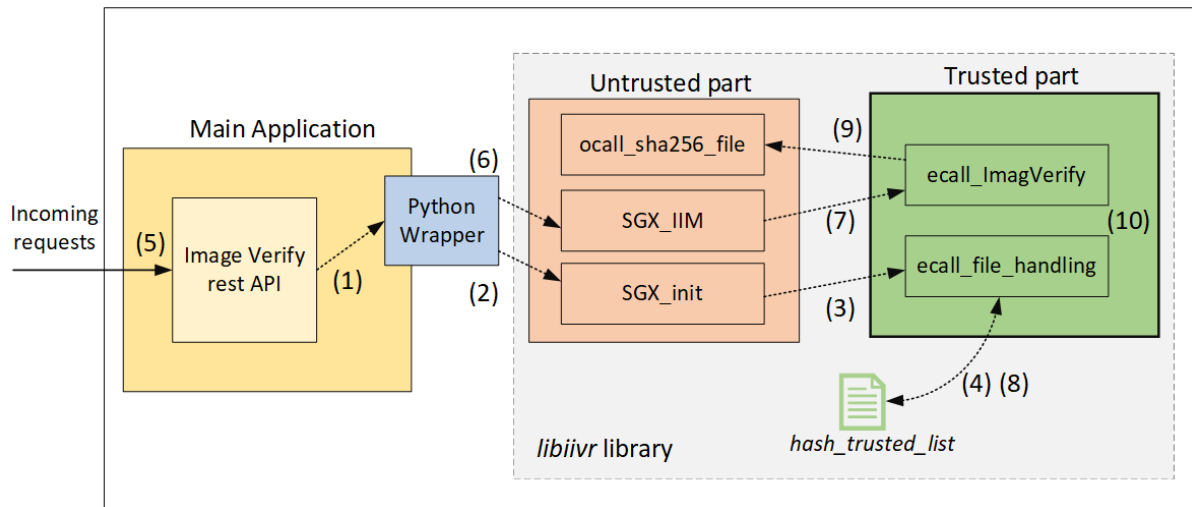 Untrusted part
Trusted part
Main Application
ocall_sha256_file
(9)
ecall_ImagVerify
(6)
Python
Wrapper
SGX_IIM
(7)
(10)
Incoming
requests
(5)
Image Verify
rest API
(1)
(2)
SGX_init
(3)
ecall_file_handling
(4) (8)
hash_trusted_list
libiivr library